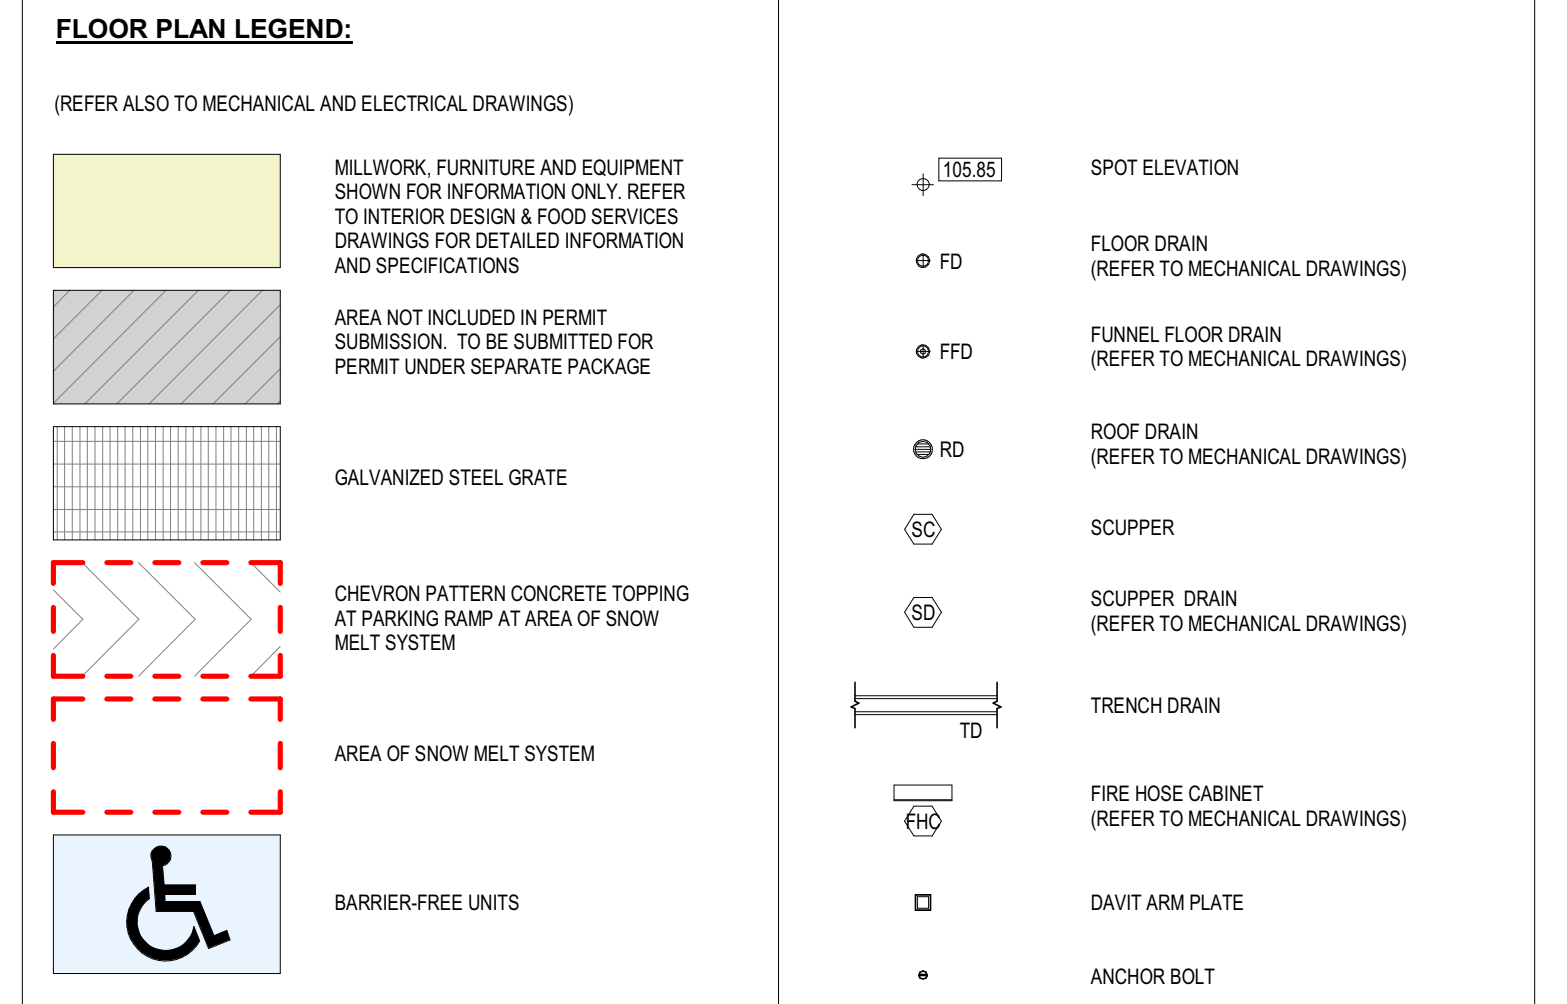 FLOOR PLAN LEGEND:
(REFER ALSO TO MECHANICAL AND ELECTRICAL DRAWINGS)
MILLWORK, FURNITURE AND EQUIPMENT
SHOWN FOR INFORMATION ONLY. REFER
TO INTERIOR DESIGN & FOOD SERVICES
DRAWINGS FOR DETAILED INFORMATION
AND SPECIFICATIONS
AREA NOT INCLUDED IN PERMIT
SUBMISSION.  TO BE SUBMITTED FOR
PERMIT UNDER SEPARATE PACKAGE
GALVANIZED STEEL GRATE
CHEVRON PATTERN CONCRETE TOPPING
AT PARKING RAMP AT AREA OF SNOW
MELT SYSTEM
AREA OF SNOW MELT SYSTEM
BARRIER-FREE UNITS
105.85
SPOT ELEVATION
FD
FLOOR DRAIN
(REFER TO MECHANICAL DRAWINGS)
FFD
FUNNEL FLOOR DRAIN
(REFER TO MECHANICAL DRAWINGS)
RD
ROOF DRAIN
(REFER TO MECHANICAL DRAWINGS)
SC
SCUPPER
SD
SCUPPER  DRAIN
(REFER TO MECHANICAL DRAWINGS)
TD
TRENCH DRAIN
FHC
FIRE HOSE CABINET
(REFER TO MECHANICAL DRAWINGS)
DAVIT ARM PLATE
ANCHOR BOLT